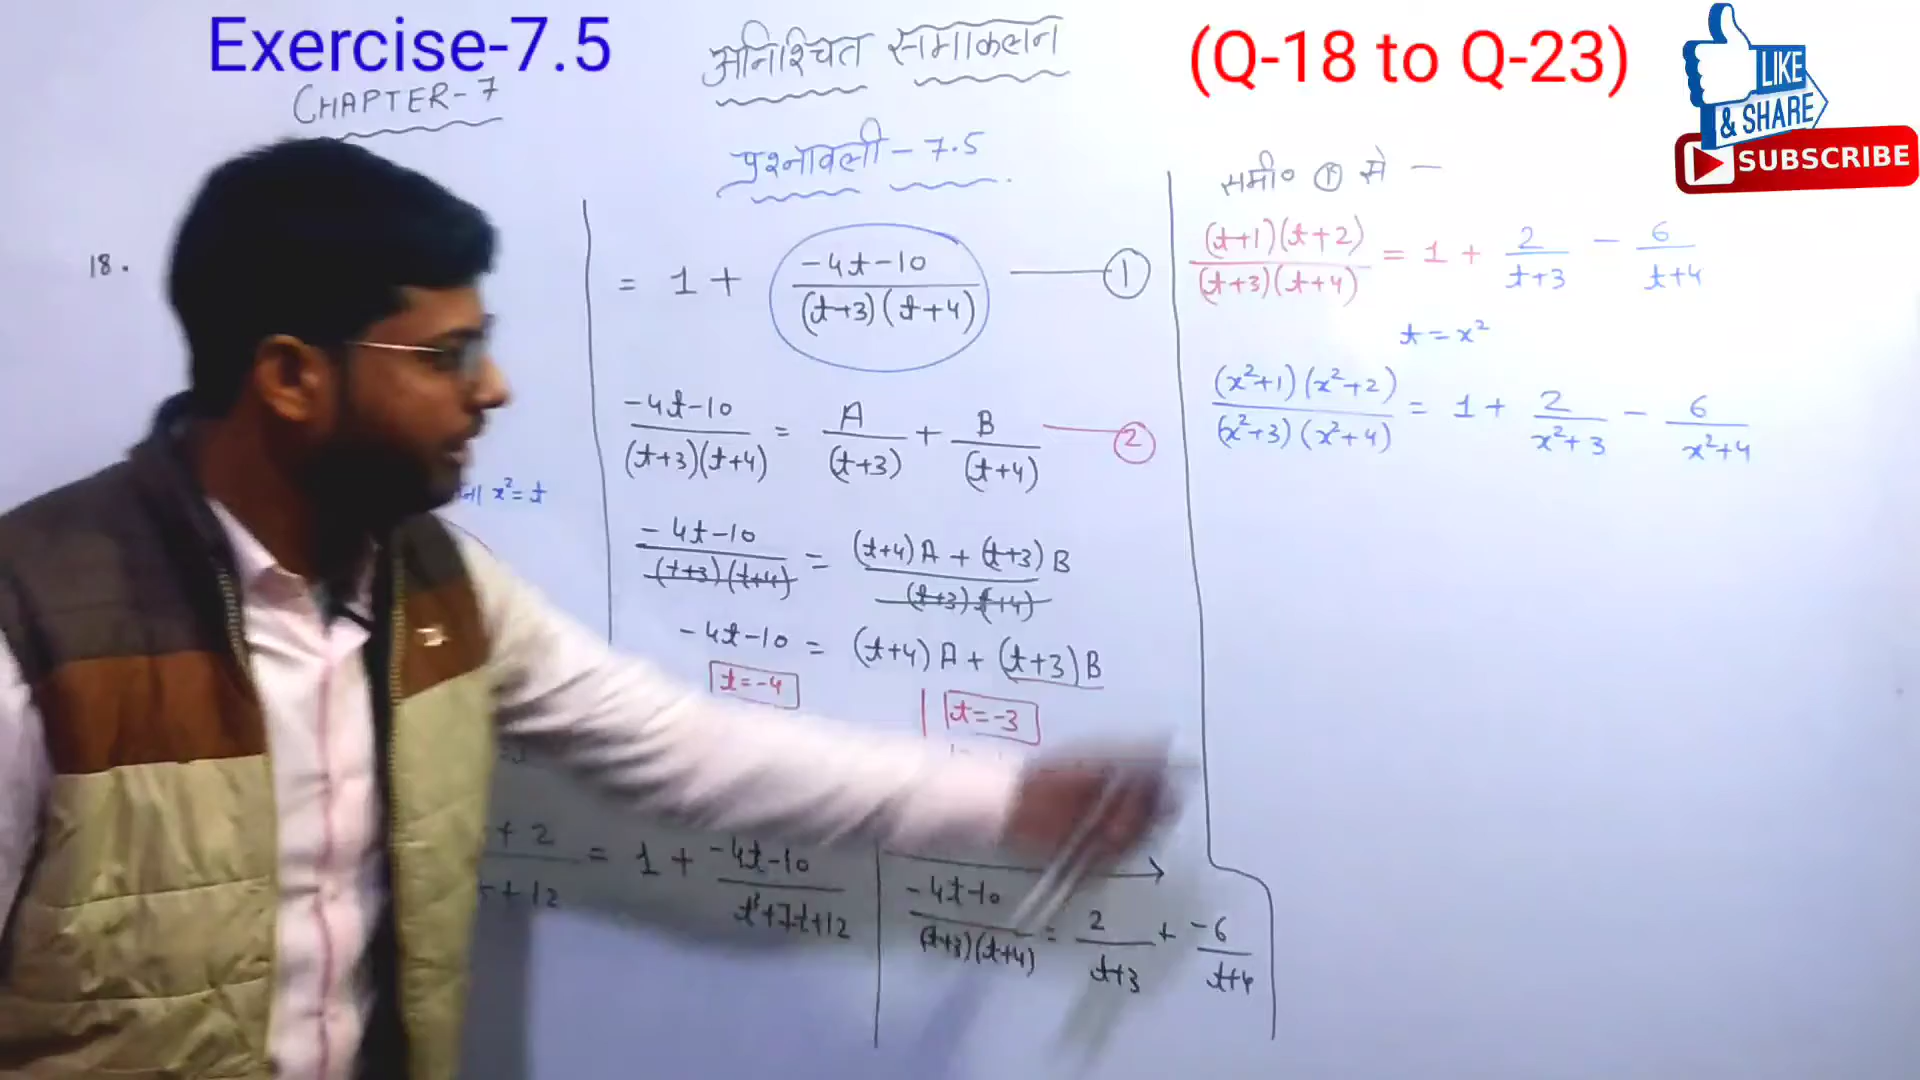 Exercise-7.5
अनिश्चित समाकलन
(Q-18 to Q-23)
LIKE
& SHARE
SUBSCRIBE
CHAPTER-7
प्रश्नावली - 7.5
18.
x² = t
+ 2
+ 12
= 1 + (-4t-10)/(t²+7t+12)
= 1 + (-4t-10)/((t+3)(t+4)) — ①
(-4t-10)/((t+3)(t+4)) = A/(t+3) + B/(t+4) — ②
(-4t-10)/((t+3)(t+4)) = ((t+4)A + (t+3)B)/((t+3)(t+4))
-4t-10 = (t+4)A + (t+3)B
t=-4
t=-3
(-4t-10)/((t+3)(t+4)) = 2/(t+3) + -6/(t+4)
समी० ① से -
((t+1)(t+2))/((t+3)(t+4)) = 1 + 2/(t+3) - 6/(t+4)
t = x²
((x²+1)(x²+2))/((x²+3)(x²+4)) = 1 + 2/(x²+3) - 6/(x²+4)